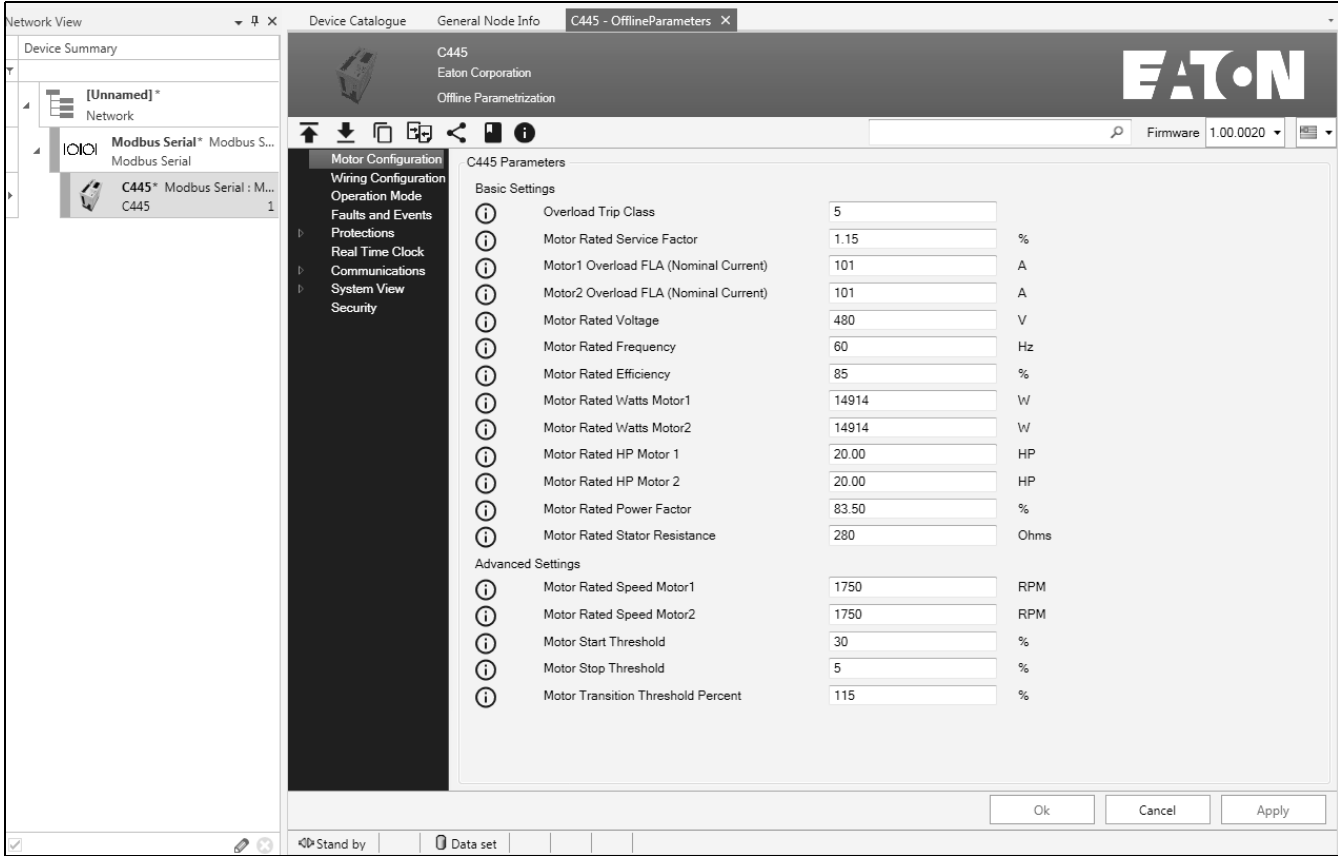 Network View
Device Catalogue General Node Info C445 - OfflineParameters
Device Summary
C445
Eaton Corporation
Offline Parametrization
EATON
[Unnamed]*
Network
Modbus Serial* Modbus S...
Modbus Serial
C445* Modbus Serial : M...
C445 1
Firmware 1.00.0020
Motor Configuration
Wiring Configuration
Operation Mode
Faults and Events
Protections
Real Time Clock
Communications
System View
Security
C445 Parameters
Basic Settings
Overload Trip Class 5
Motor Rated Service Factor 1.15 %
Motor1 Overload FLA (Nominal Current) 101 A
Motor2 Overload FLA (Nominal Current) 101 A
Motor Rated Voltage 480 V
Motor Rated Frequency 60 Hz
Motor Rated Efficiency 85 %
Motor Rated Watts Motor1 14914 W
Motor Rated Watts Motor2 14914 W
Motor Rated HP Motor 1 20.00 HP
Motor Rated HP Motor 2 20.00 HP
Motor Rated Power Factor 83.50 %
Motor Rated Stator Resistance 280 Ohms
Advanced Settings
Motor Rated Speed Motor1 1750 RPM
Motor Rated Speed Motor2 1750 RPM
Motor Start Threshold 30 %
Motor Stop Threshold 5 %
Motor Transition Threshold Percent 115 %
Ok Cancel Apply
Stand by Data set